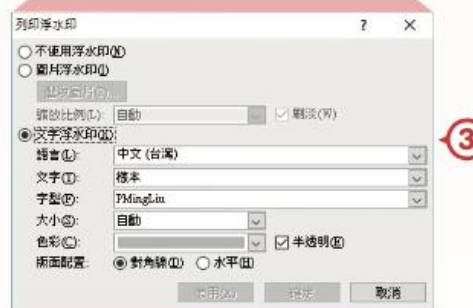 列印浮水印 ? ×
不使用浮水印(N)
圖片浮水印(I)
選取圖片(P)...
縮放比例(L): 自動 刷淡(W)
文字浮水印(X):
語言(L): 中文 (台灣)
文字(T): 樣本
字型(F): PMingLiu
大小(S): 自動
色彩(C): 半透明(E)
版面配置: 對角線(D) 水平(H)
套用(A) 確定 取消
3